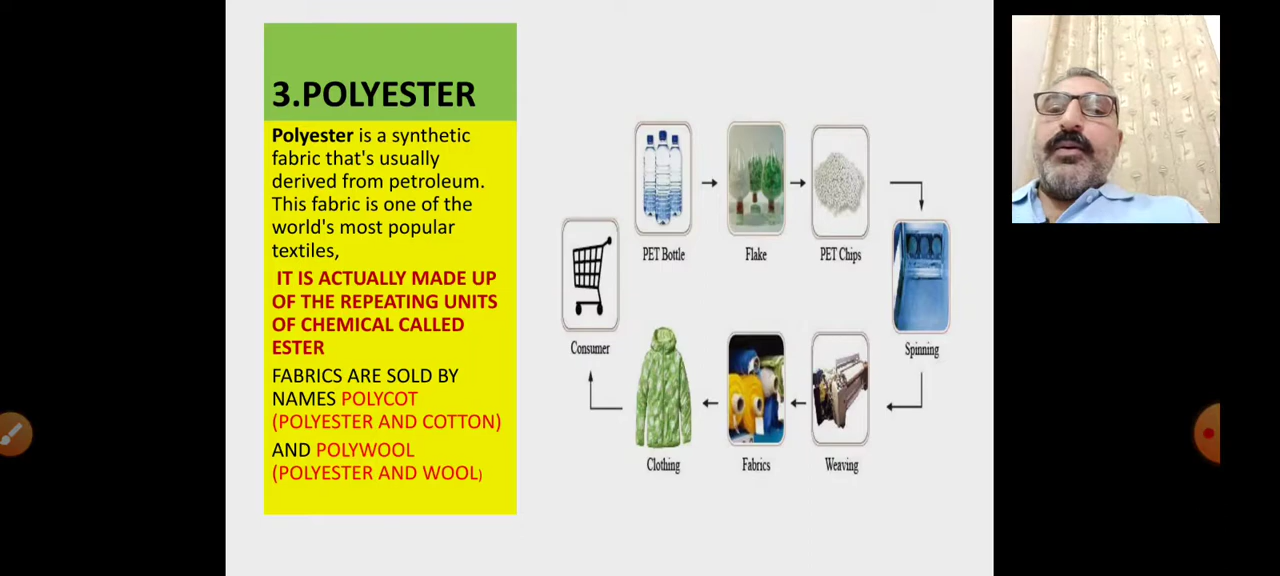 3.POLYESTER
Polyester is a synthetic
fabric that's usually
derived from petroleum.
This fabric is one of the
world's most popular
textiles,
IT IS ACTUALLY MADE UP
OF THE REPEATING UNITS
OF CHEMICAL CALLED
ESTER
FABRICS ARE SOLD BY
NAMES POLYCOT
(POLYESTER AND COTTON)
AND POLYWOOL
(POLYESTER AND WOOL)
PET Bottle
Flake
PET Chips
Consumer
Spinning
Clothing
Fabrics
Weaving